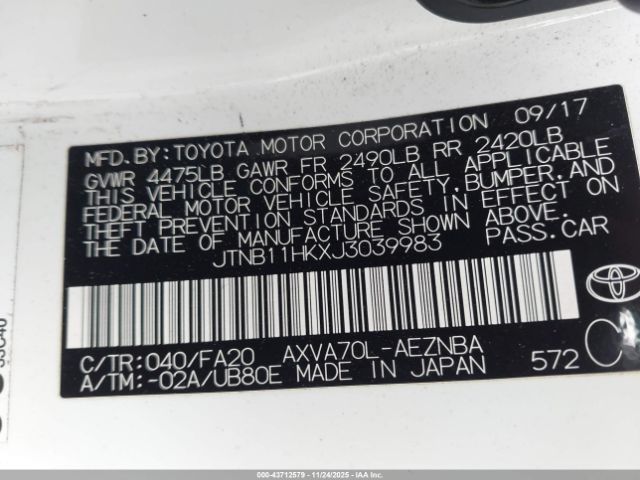 09/17
MFD. BY: TOYOTA MOTOR CORPORATION
GVWR 4475LB GAWR FR 2490LB RR 2420LB
THIS VEHICLE CONFORMS TO ALL APPLICABLE
FEDERAL MOTOR VEHICLE SAFETY, BUMPER, AND
THEFT PREVENTION STANDARDS IN EFFECT ON
THE DATE OF MANUFACTURE SHOWN ABOVE.
JTNB11HKXJ3039983 PASS. CAR
C/TR: 040/FA20 AXVA70L-AEZNBA
A/TM: -02A/UB80E MADE IN JAPAN 572 C
000-43712579 - 11/24/2025 - IAAI.COM